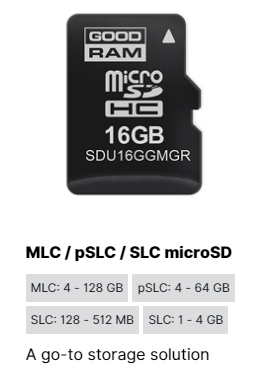 GOOD
RAM
micro
SD
HC
16GB
SDU16GGMGR
MLC / pSLC / SLC microSD
MLC: 4 - 128 GB
pSLC: 4 - 64 GB
SLC: 128 - 512 MB
SLC: 1 - 4 GB
A go-to storage solution